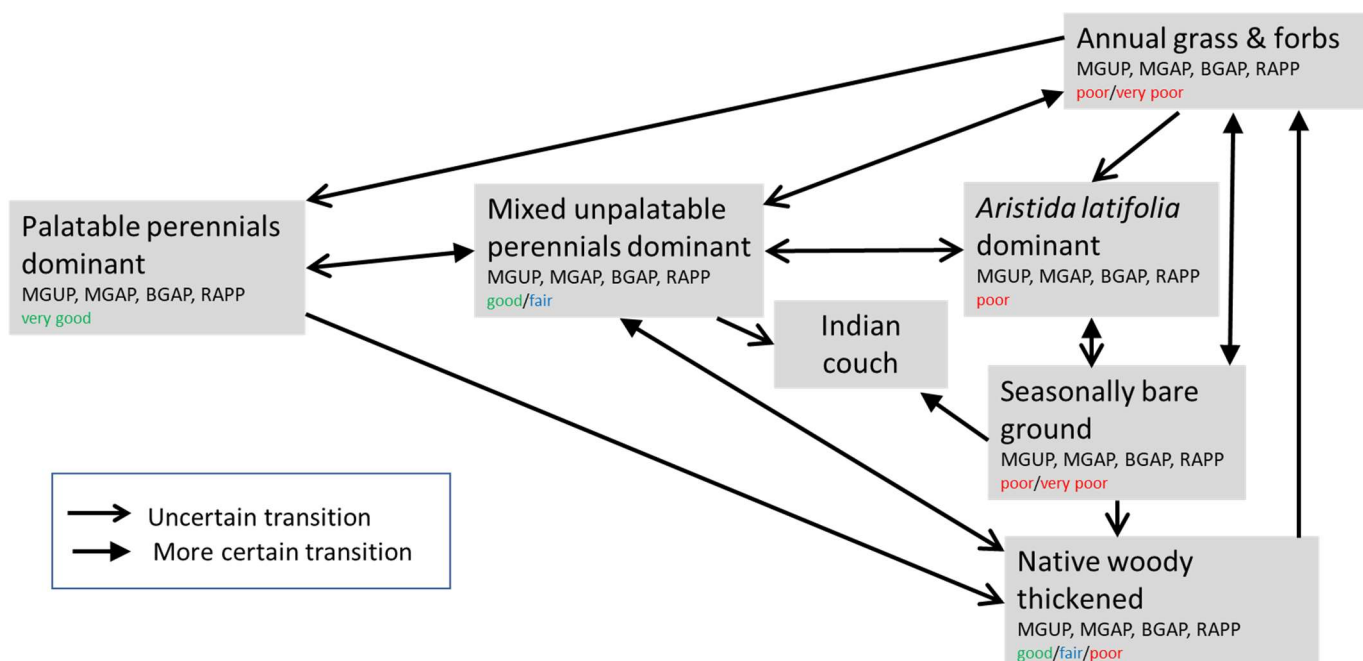 Annual grass & forbs
MGUP, MGAP, BGAP, RAPP
poor/very poor
Palatable perennials
dominant
MGUP, MGAP, BGAP, RAPP
very good
Mixed unpalatable
perennials dominant
MGUP, MGAP, BGAP, RAPP
good/fair
Aristida latifolia
dominant
MGUP, MGAP, BGAP, RAPP
poor
Indian
couch
Seasonally bare
ground
MGUP, MGAP, BGAP, RAPP
poor/very poor
Native woody
thickened
MGUP, MGAP, BGAP, RAPP
good/fair/poor
Uncertain transition
More certain transition